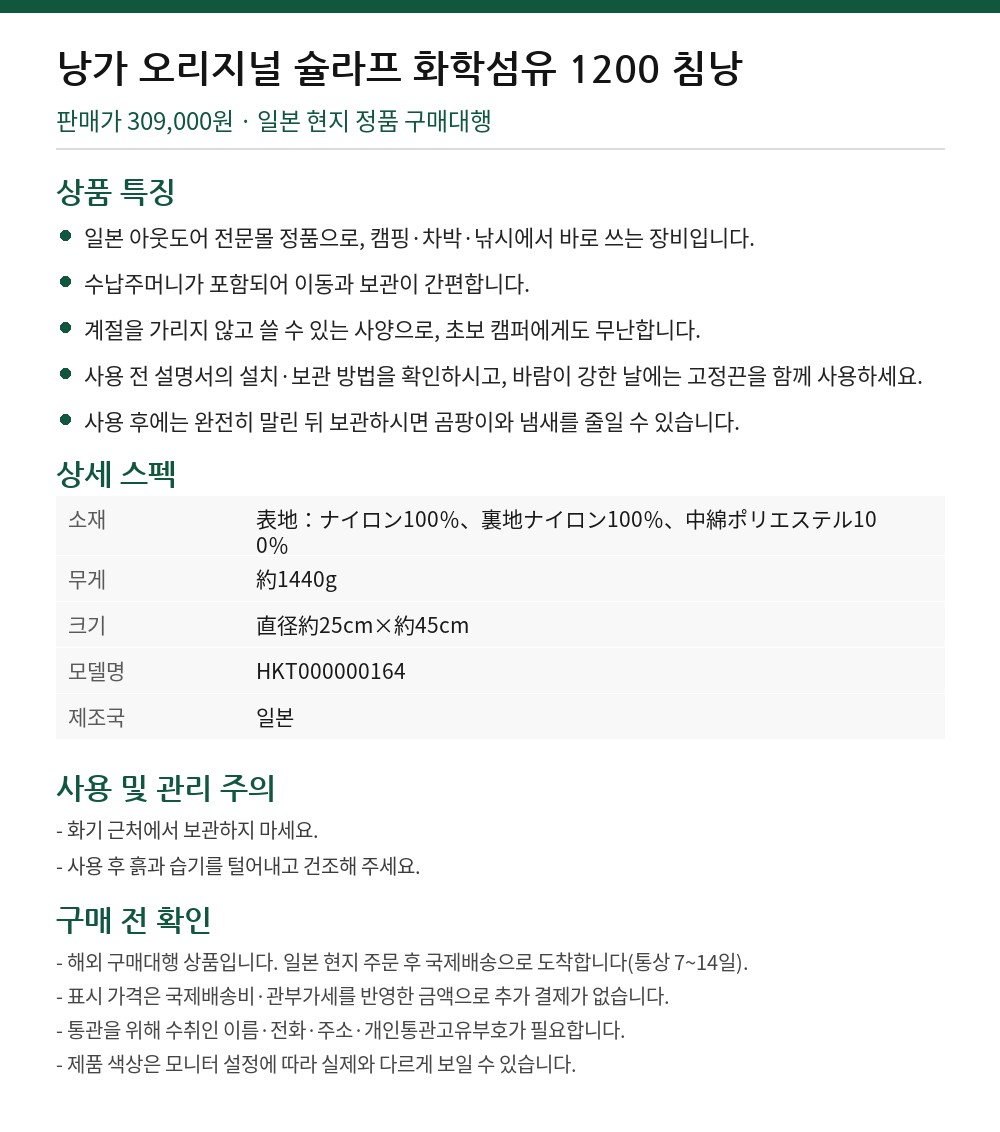 낭가 오리지널 슐라프 화학섬유 1200 침낭
판매가 309,000원 · 일본 현지 정품 구매대행
상품 특징
● 일본 아웃도어 전문몰 정품으로, 캠핑·차박·낚시에서 바로 쓰는 장비입니다.
● 수납주머니가 포함되어 이동과 보관이 간편합니다.
● 계절을 가리지 않고 쓸 수 있는 사양으로, 초보 캠퍼에게도 무난합니다.
● 사용 전 설명서의 설치·보관 방법을 확인하시고, 바람이 강한 날에는 고정끈을 함께 사용하세요.
● 사용 후에는 완전히 말린 뒤 보관하시면 곰팡이와 냄새를 줄일 수 있습니다.
상세 스펙
소재 表地：ナイロン100％、裏地ナイロン100％、中綿ポリエステル10
0％
무게 約1440g
크기 直径約25cm×約45cm
모델명 HKT000000164
제조국 일본
사용 및 관리 주의
- 화기 근처에서 보관하지 마세요.
- 사용 후 흙과 습기를 털어내고 건조해 주세요.
구매 전 확인
- 해외 구매대행 상품입니다. 일본 현지 주문 후 국제배송으로 도착합니다(통상 7~14일).
- 표시 가격은 국제배송비·관부가세를 반영한 금액으로 추가 결제가 없습니다.
- 통관을 위해 수취인 이름·전화·주소·개인통관고유부호가 필요합니다.
- 제품 색상은 모니터 설정에 따라 실제와 다르게 보일 수 있습니다.